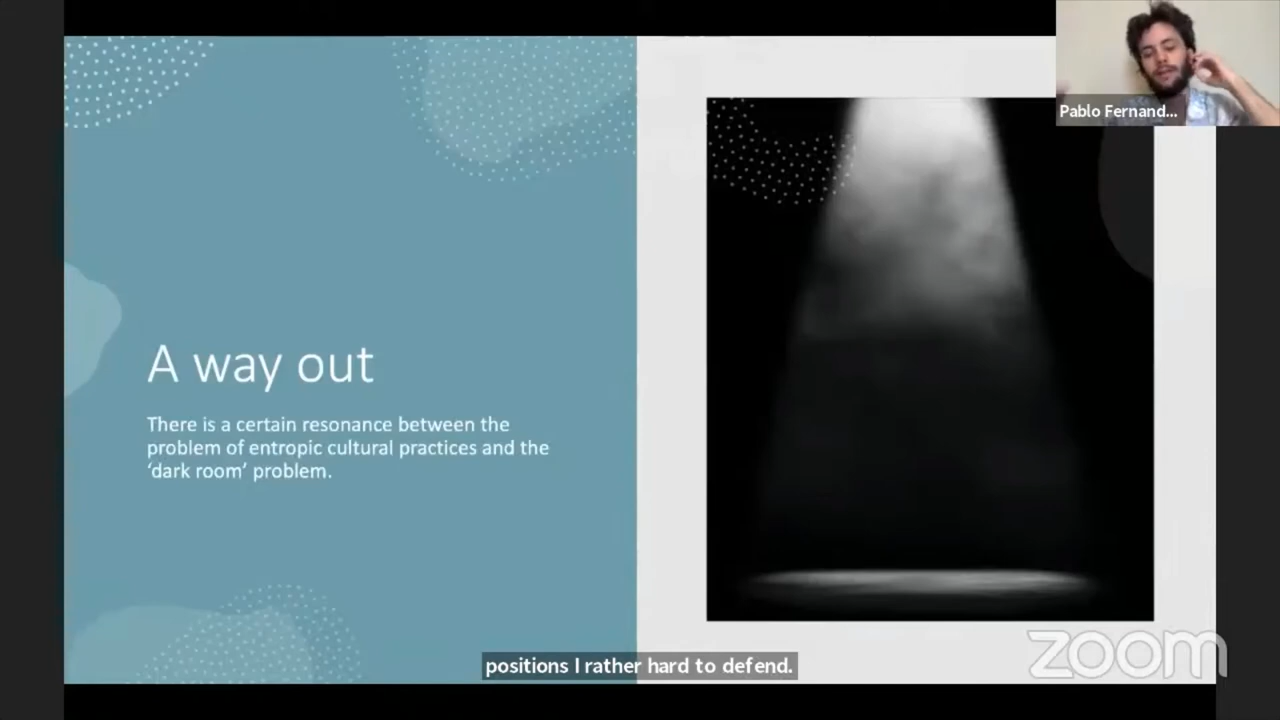 Pablo Fernand...
A way out
There is a certain resonance between the
problem of entropic cultural practices and the
‘dark room’ problem.
positions I rather hard to defend.
zoom